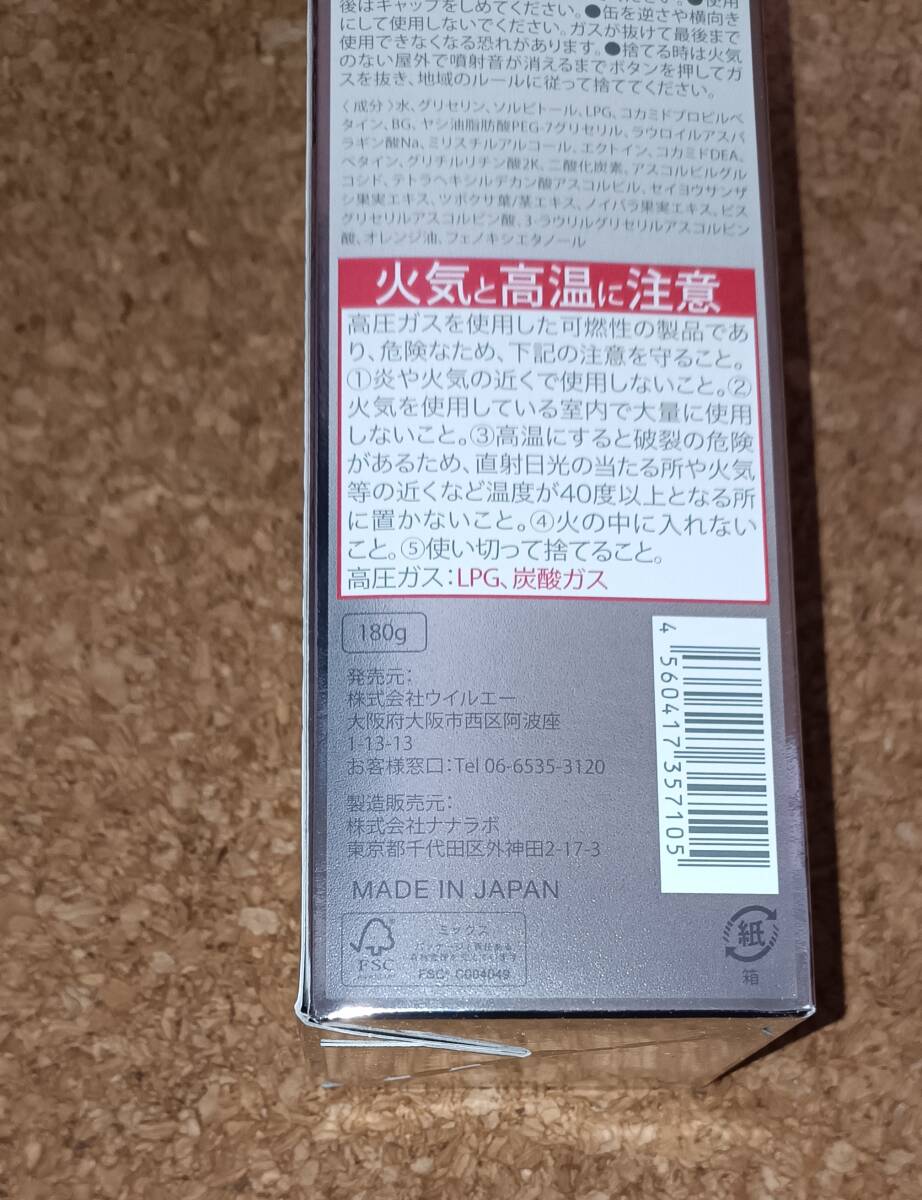 後はキャップをしめてください。●缶を逆さや横向き
にして使用しないでください。ガスが抜けて最後まで
使用できなくなる恐れがあります。●捨てる時は火気
のない屋外で噴射音が消えるまでボタンを押してガ
スを抜き、地域のルールに従って捨ててください。
〈成分〉水、グリセリン、ソルビトール、LPG、コカミドプロピルベ
タイン、BG、ヤシ油脂肪酸PEG-7グリセリル、ラウロイルアスパ
ラギン酸Na、ミリスチルアルコール、エクトイン、コカミドDEA、
ベタイン、グリチルリチン酸2K、二酸化炭素、アスコルビルグル
コシド、テトラヘキシルデカン酸アスコルビル、セイヨウサンザ
シ果実エキス、ツボクサ葉/茎エキス、ノイバラ果実エキス、ビス
グリセリルアスコルビン酸、3-ラウリルグリセリルアスコルビン
酸、オレンジ油、フェノキシエタノール
火気と高温に注意
高圧ガスを使用した可燃性の製品であ
り、危険なため、下記の注意を守ること。
①炎や火気の近くで使用しないこと。②
火気を使用している室内で大量に使用
しないこと。③高温にすると破裂の危険
があるため、直射日光の当たる所や火気
等の近くなど温度が40度以上となる所
に置かないこと。④火の中に入れない
こと。⑤使い切って捨てること。
高圧ガス：LPG、炭酸ガス
180g
発売元：
株式会社ウイルエー
大阪府大阪市西区阿波座
1-13-13
お客様窓口：Tel 06-6535-3120
製造販売元：
株式会社ナナラボ
東京都千代田区外神田2-17-3
MADE IN JAPAN
4 560417 357105
FSC
ミックス
FSC® C004049
紙
箱